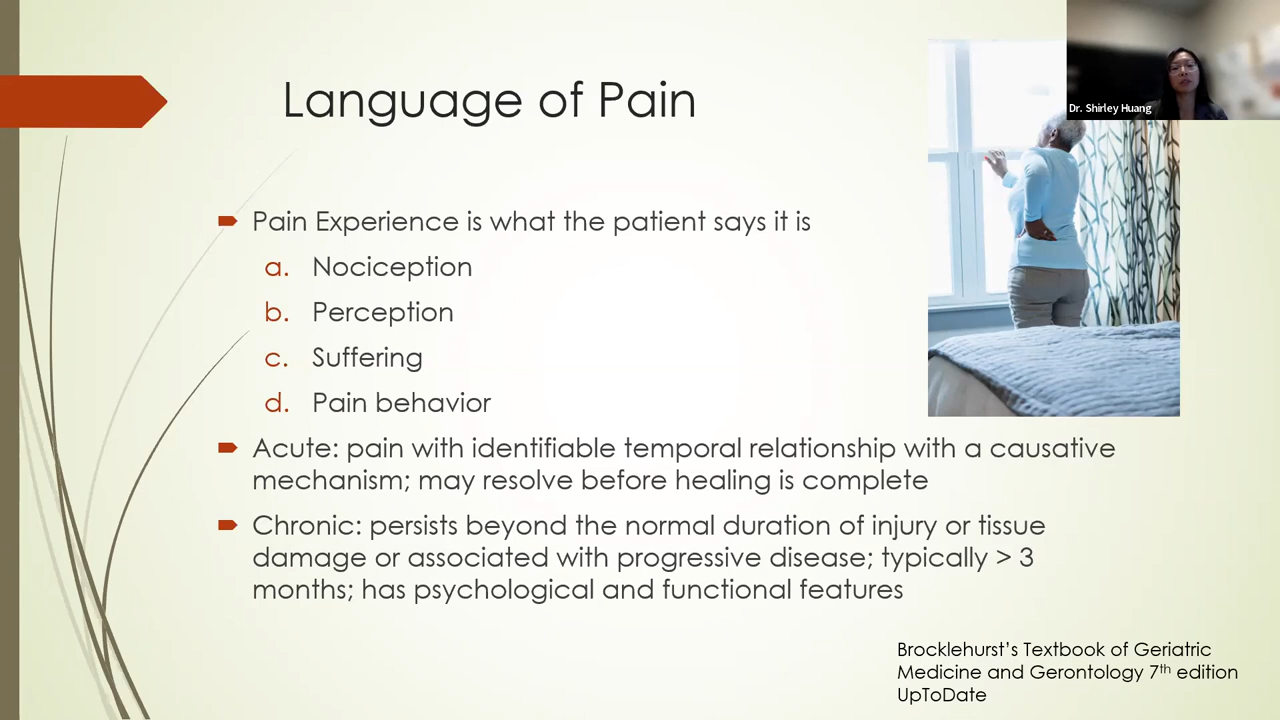 Dr. Shirley Huang
Language of Pain
Pain Experience is what the patient says it is
a. Nociception
b. Perception
c. Suffering
d. Pain behavior
Acute: pain with identifiable temporal relationship with a causative
mechanism; may resolve before healing is complete
Chronic: persists beyond the normal duration of injury or tissue
damage or associated with progressive disease; typically > 3
months; has psychological and functional features
Brocklehurst’s Textbook of Geriatric
Medicine and Gerontology 7th edition
UpToDate